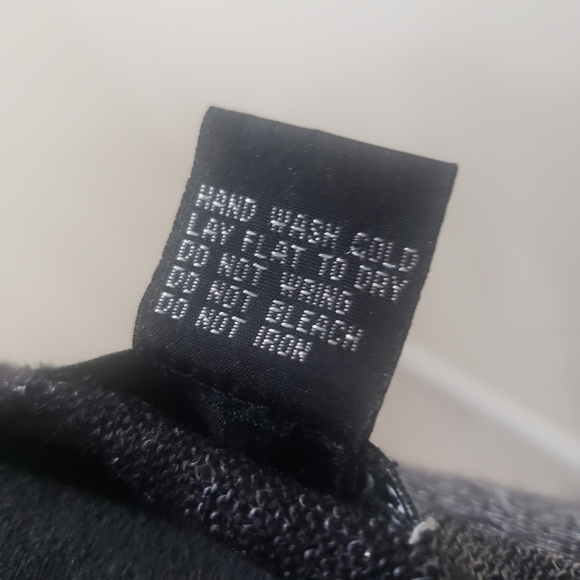 HAND WASH COLD
LAY FLAT TO DRY
DO NOT WRING
DO NOT BLEACH
DO NOT IRON